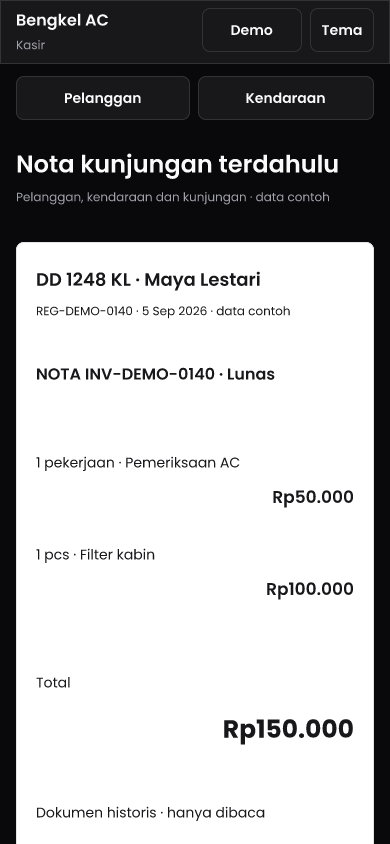 Bengkel AC
Kasir
Demo
Tema
Pelanggan
Kendaraan
Nota kunjungan terdahulu
Pelanggan, kendaraan dan kunjungan · data contoh
DD 1248 KL · Maya Lestari
REG-DEMO-0140 · 5 Sep 2026 · data contoh
NOTA INV-DEMO-0140 · Lunas
1 pekerjaan · Pemeriksaan AC
Rp50.000
1 pcs · Filter kabin
Rp100.000
Total
Rp150.000
Dokumen historis · hanya dibaca